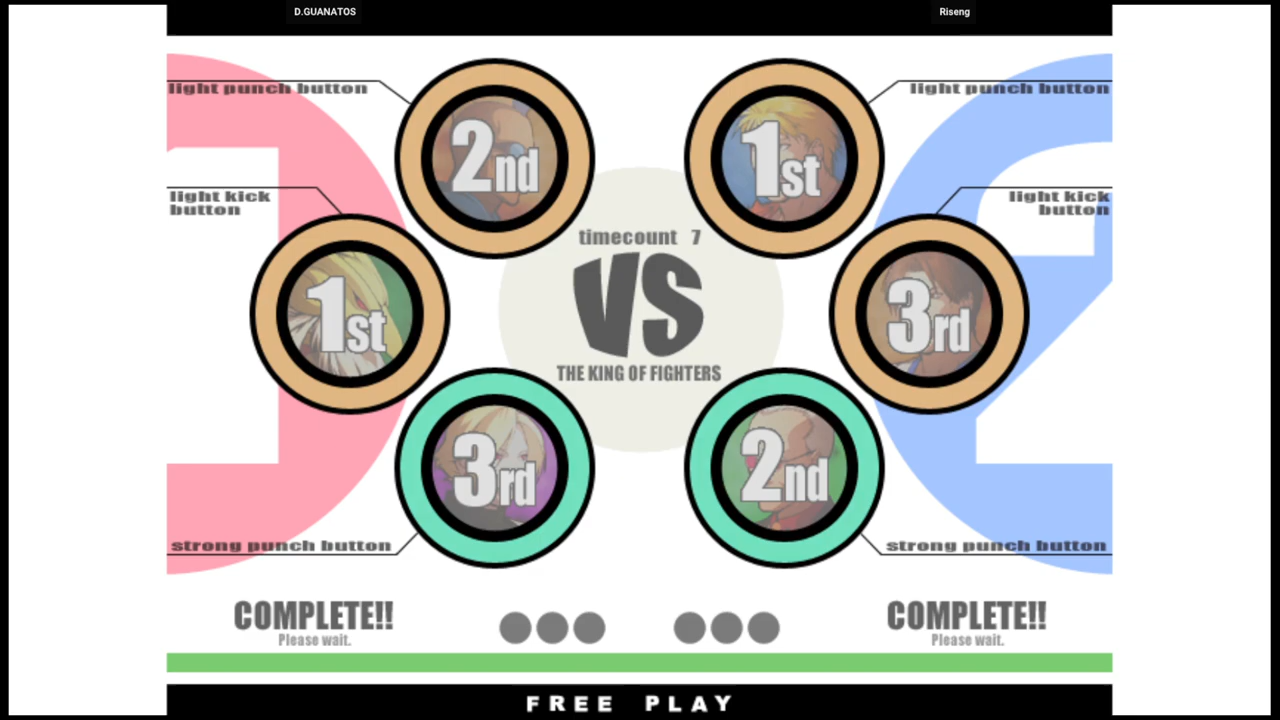 D.GUANATOS
Riseng
light punch button
light punch button
2nd
1st
light kick
button
light kick
button
timecount 7
VS
THE KING OF FIGHTERS
1st
3rd
3rd
2nd
strong punch button
strong punch button
COMPLETE!!
Please wait.
COMPLETE!!
Please wait.
FREE PLAY